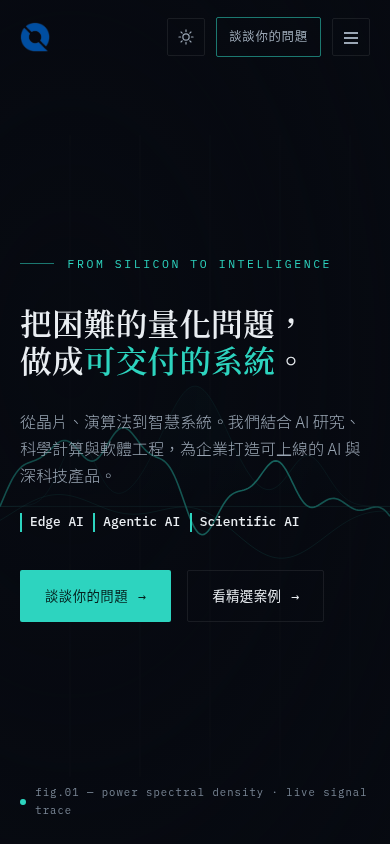 談談你的問題
FROM SILICON TO INTELLIGENCE
把困難的量化問題，
做成可交付的系統。
從晶片、演算法到智慧系統。我們結合 AI 研究、
科學計算與軟體工程，為企業打造可上線的 AI 與
深科技產品。
Edge AI Agentic AI Scientific AI
談談你的問題 → 看精選案例 →
fig.01 — power spectral density · live signal
trace